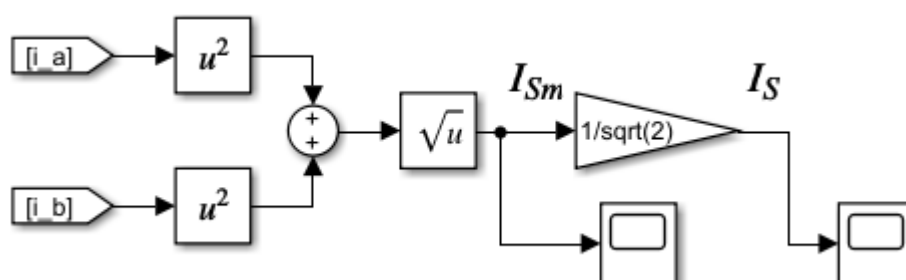 [i_a]
u²
+
+
[i_b]
u²
√u
I_Sm
1/sqrt(2)
I_S